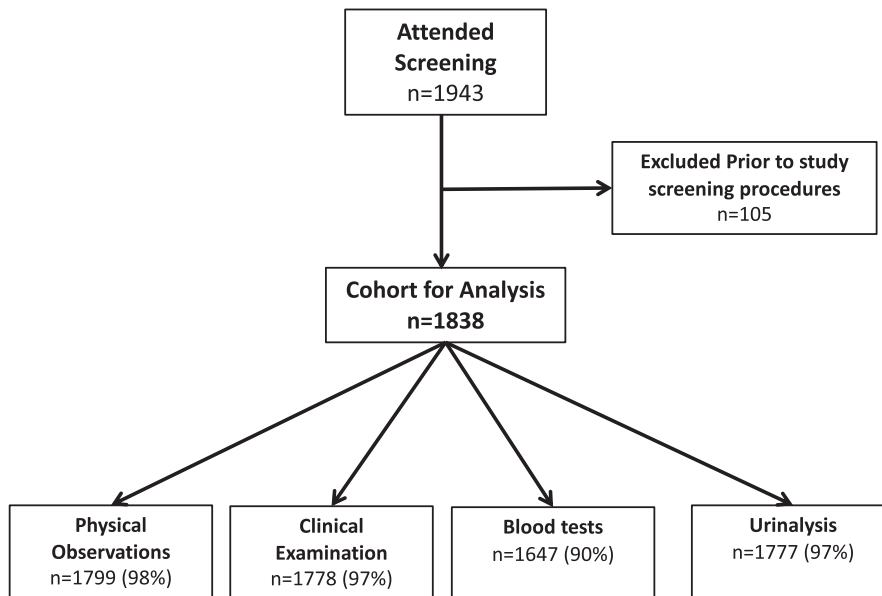 Attended
Screening
n=1943
Excluded Prior to study
screening procedures
n=105
Cohort for Analysis
n=1838
Physical
Observations
n=1799 (98%)
Clinical
Examination
n=1778 (97%)
Blood tests
n=1647 (90%)
Urinalysis
n=1777 (97%)